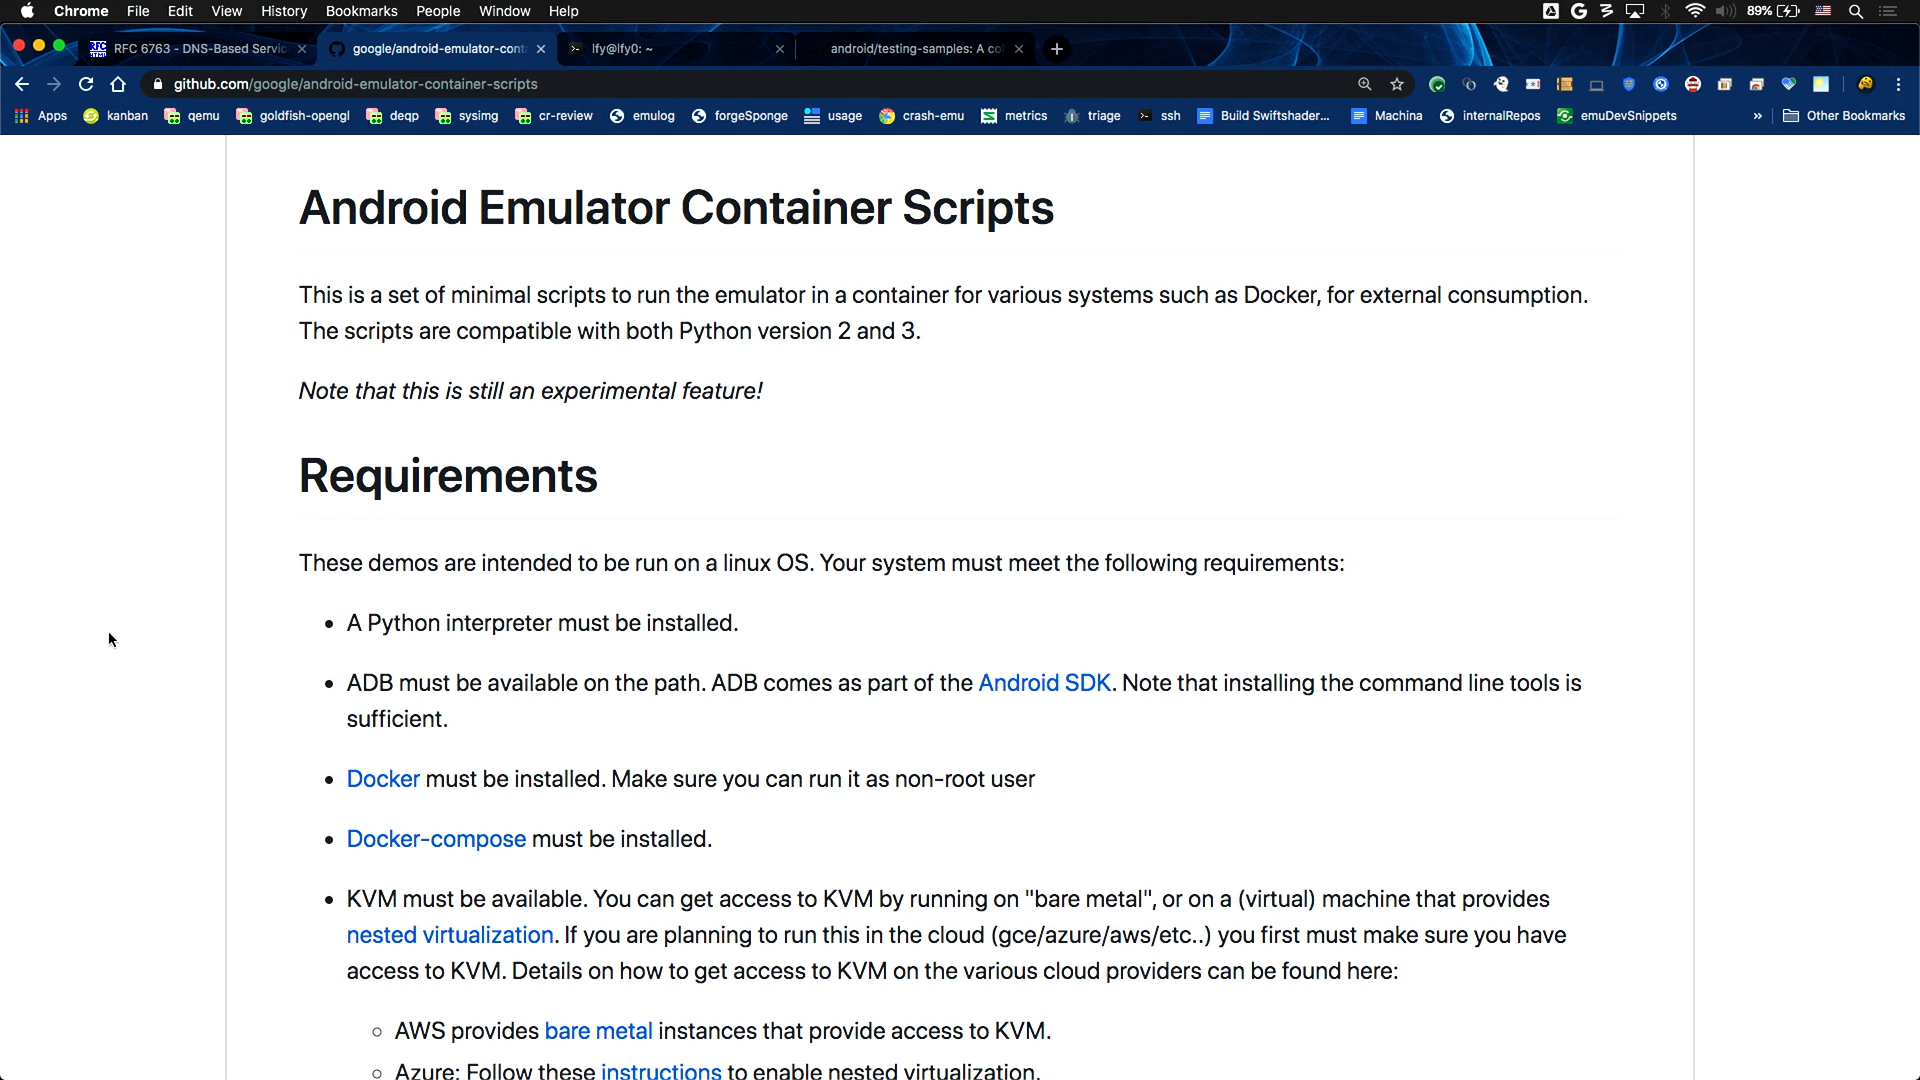 Chrome File Edit View History Bookmarks People Window Help 89%
RFC 6763 - DNS-Based Servic google/android-emulator-cont lfy@lfy0: ~ android/testing-samples: A co
github.com/google/android-emulator-container-scripts
Apps kanban qemu goldfish-opengl deqp sysimg cr-review emulog forgeSponge usage crash-emu metrics triage ssh Build Swiftshader... Machina internalRepos emuDevSnippets » Other Bookmarks
Android Emulator Container Scripts
This is a set of minimal scripts to run the emulator in a container for various systems such as Docker, for external consumption.
The scripts are compatible with both Python version 2 and 3.
Note that this is still an experimental feature!
Requirements
These demos are intended to be run on a linux OS. Your system must meet the following requirements:
• A Python interpreter must be installed.
• ADB must be available on the path. ADB comes as part of the Android SDK. Note that installing the command line tools is
sufficient.
• Docker must be installed. Make sure you can run it as non-root user
• Docker-compose must be installed.
• KVM must be available. You can get access to KVM by running on "bare metal", or on a (virtual) machine that provides
nested virtualization. If you are planning to run this in the cloud (gce/azure/aws/etc..) you first must make sure you have
access to KVM. Details on how to get access to KVM on the various cloud providers can be found here:
○ AWS provides bare metal instances that provide access to KVM.
○ Azure: Follow these instructions to enable nested virtualization.